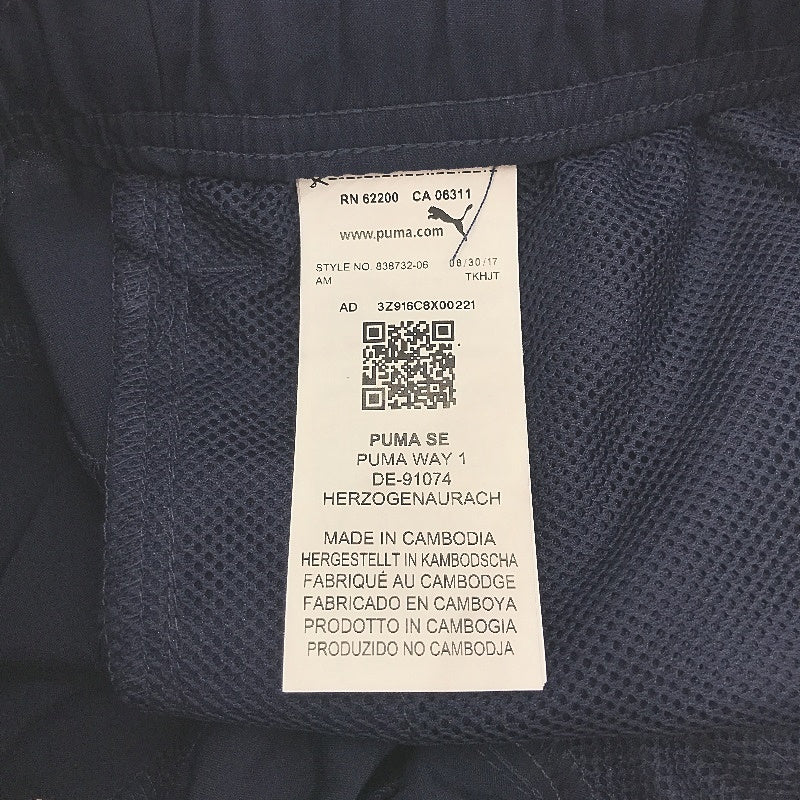 RN 62200 CA 06311
www.puma.com
STYLE NO. 838732-06 08/30/17
AM TKHJT
AD 3Z916C8X00221
PUMA SE
PUMA WAY 1
DE-91074
HERZOGENAURACH
MADE IN CAMBODIA
HERGESTELLT IN KAMBODSCHA
FABRIQUÉ AU CAMBODGE
FABRICADO EN CAMBOYA
PRODOTTO IN CAMBOGIA
PRODUZIDO NO CAMBODJA